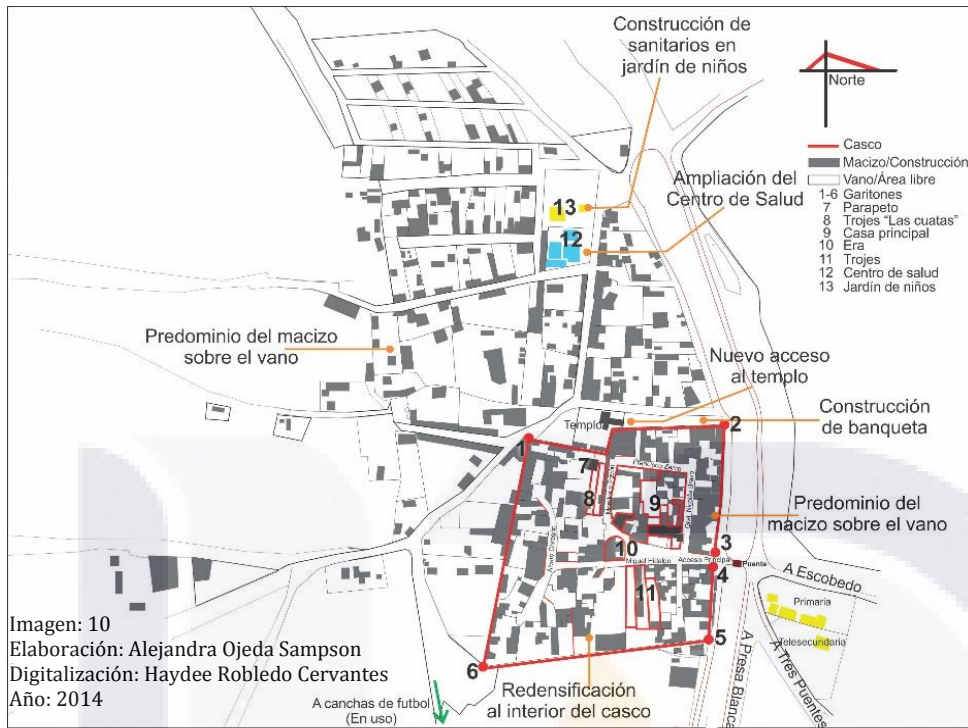 Construcción de
sanitarios en
jardín de niños
Norte
Casco
Macizo/Construcción
Vano/Área libre
1-6 Garitones
7 Parapeto
8 Trojes "Las cuatas"
9 Casa principal
10 Era
11 Trojes
12 Centro de salud
13 Jardín de niños
Ampliación del
Centro de Salud
13
12
Predominio del macizo
sobre el vano
Nuevo acceso
al templo
Construcción
de banqueta
Templo
1
2
7
8
9
Predominio del
macizo sobre el vano
10
3
Miguel Hidalgo
Acceso Principal
4
Puente
A Escobedo
11
Primaria
Telesecundaria
5
6
A Presa Blanca
A Tres Puentes
Redensificación
al interior del casco
A canchas de futbol
(En uso)
Imagen: 10
Elaboración: Alejandra Ojeda Sampson
Digitalización: Haydee Robledo Cervantes
Año: 2014